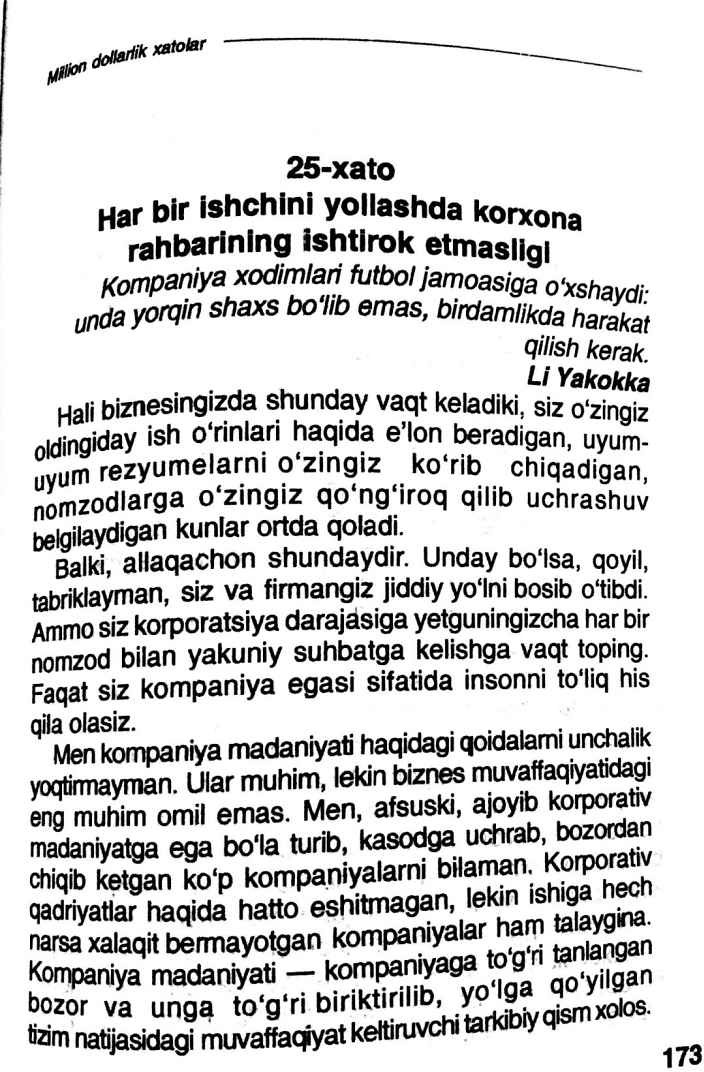 Million dollarlik xatolar
25-xato
Har bir ishchini yollashda korxona
rahbarining ishtirok etmasligi
Kompaniya xodimlari futbol jamoasiga o‘xshaydi:
unda yorqin shaxs bo‘lib emas, birdamlikda harakat
qilish kerak.
Li Yakokka
Hali biznesingizda shunday vaqt keladiki, siz o‘zingiz
oldingiday ish o‘rinlari haqida e’lon beradigan, uyum-
uyum rezyumelarni o‘zingiz ko‘rib chiqadigan,
nomzodlarga o‘zingiz qo‘ng‘iroq qilib uchrashuv
belgilaydigan kunlar ortda qoladi.
Balki, allaqachon shundaydir. Unday bo‘lsa, qoyil,
tabriklayman, siz va firmangiz jiddiy yo‘lni bosib o‘tibdi.
Ammo siz korporatsiya darajasiga yetguningizcha har bir
nomzod bilan yakuniy suhbatga kelishga vaqt toping.
Faqat siz kompaniya egasi sifatida insonni to‘liq his
qila olasiz.
Men kompaniya madaniyati haqidagi qoidalarni unchalik
yoqtirmayman. Ular muhim, lekin biznes muvaffaqiyatidagi
eng muhim omil emas. Men, afsuski, ajoyib korporativ
madaniyatga ega bo‘la turib, kasodga uchrab, bozordan
chiqib ketgan ko‘p kompaniyalarni bilaman. Korporativ
qadriyatlar haqida hatto eshitmagan, lekin ishiga hech
narsa xalaqit bermayotgan kompaniyalar ham talaygina.
Kompaniya madaniyati — kompaniyaga to‘g‘ri tanlangan
bozor va unga to‘g‘ri biriktirilib, yo‘lga qo‘yilgan
tizim natijasidagi muvaffaqiyat keltiruvchi tarkibiy qism xolos.
173